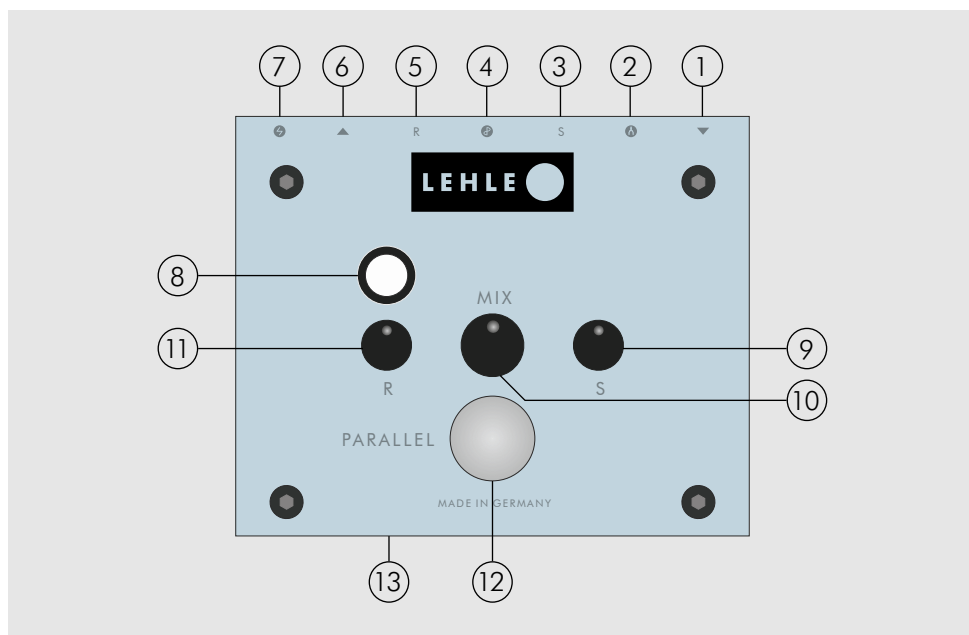 7 6 5 4 3 2 1
R S
LEHLE
8
MIX
11 9
R S
10
PARALLEL
MADE IN GERMANY
13 12